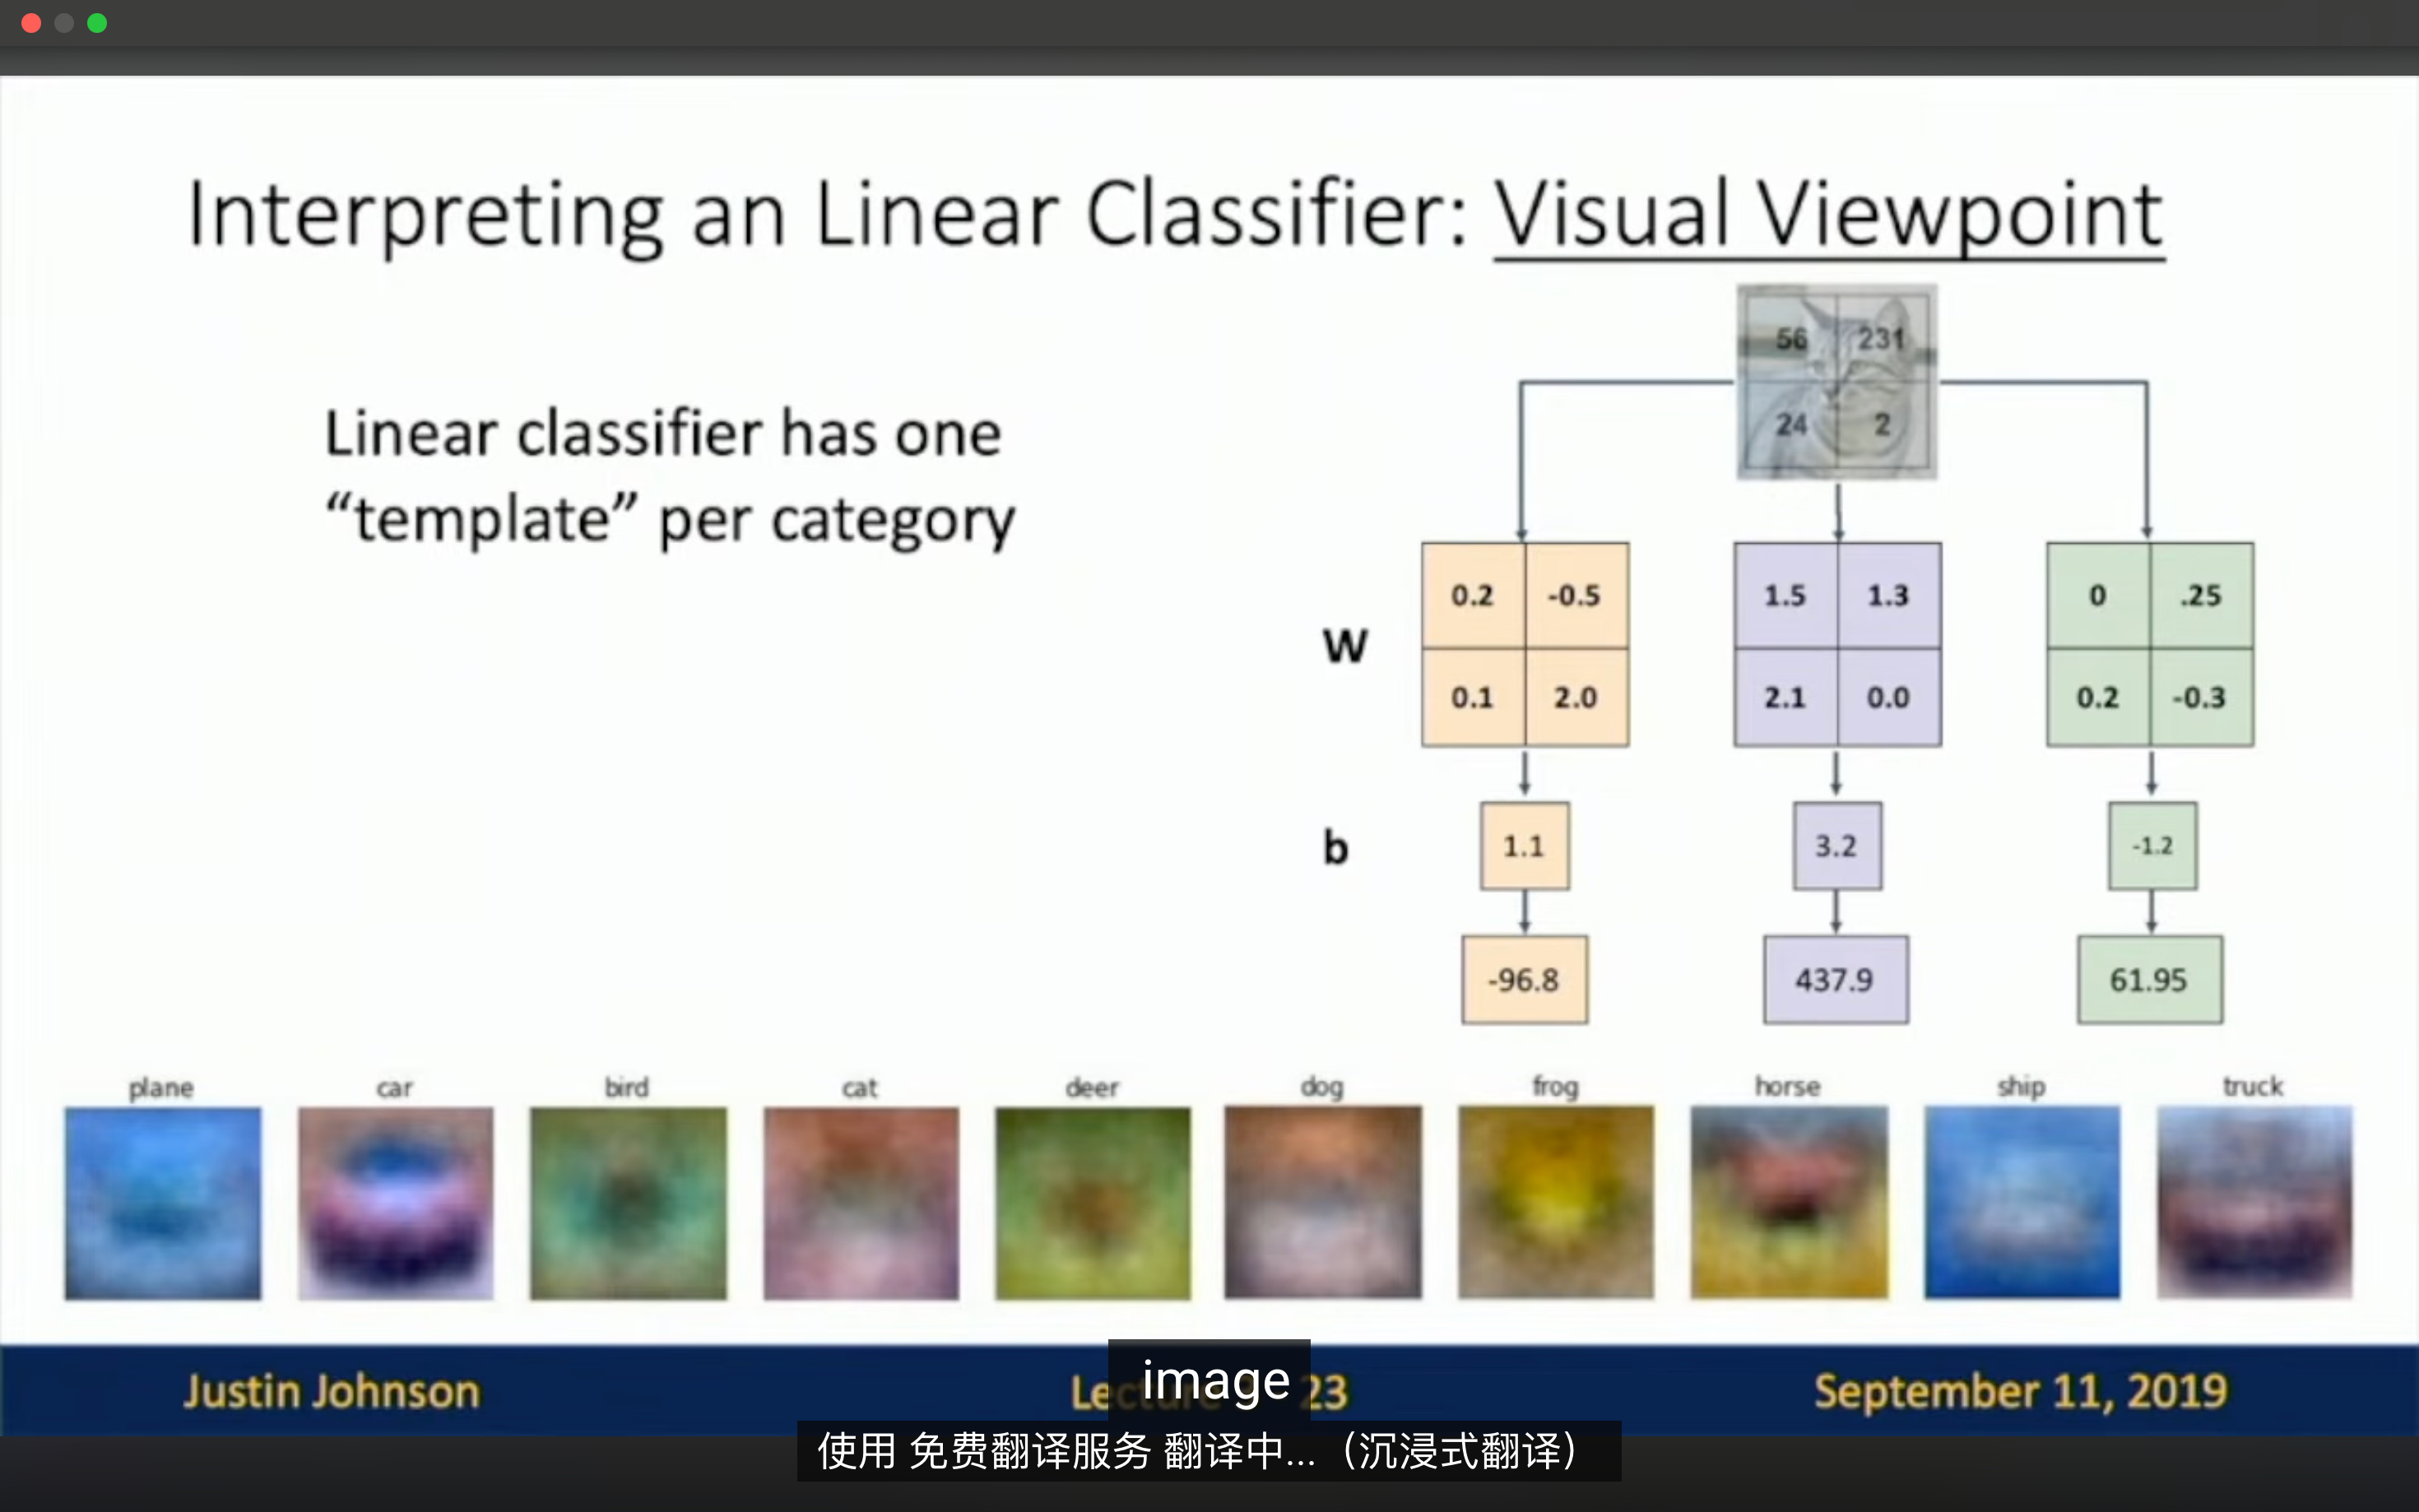 Interpreting an Linear Classifier: Visual Viewpoint
Linear classifier has one
“template” per category
56 231
24 2
W
0.2 -0.5 1.5 1.3 0 .25
0.1 2.0 2.1 0.0 0.2 -0.3
b
1.1 3.2 -1.2
-96.8 437.9 61.95
plane car bird cat deer dog frog horse ship truck
Justin Johnson
23
September 11, 2019
image
使用 免费翻译服务 翻译中...（沉浸式翻译）